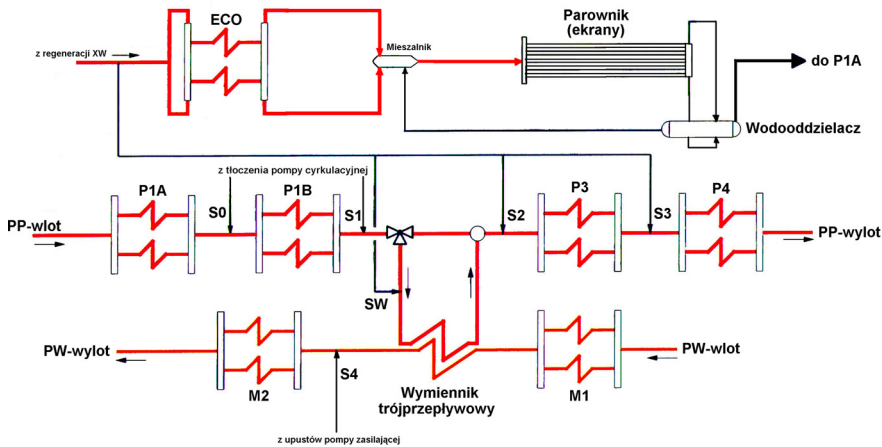 ECO
Parownik
(ekrany)
z regeneracji XW
Mieszalnik
do P1A
Wodooddzielacz
z tłoczenia pompy cyrkulacyjnej
P1A
S0
P1B
S1
S2
P3
S3
P4
PP-wlot
PP-wylot
SW
PW-wylot
M2
S4
Wymiennik
trójprzepływowy
M1
PW-wlot
z upustów pompy zasilającej